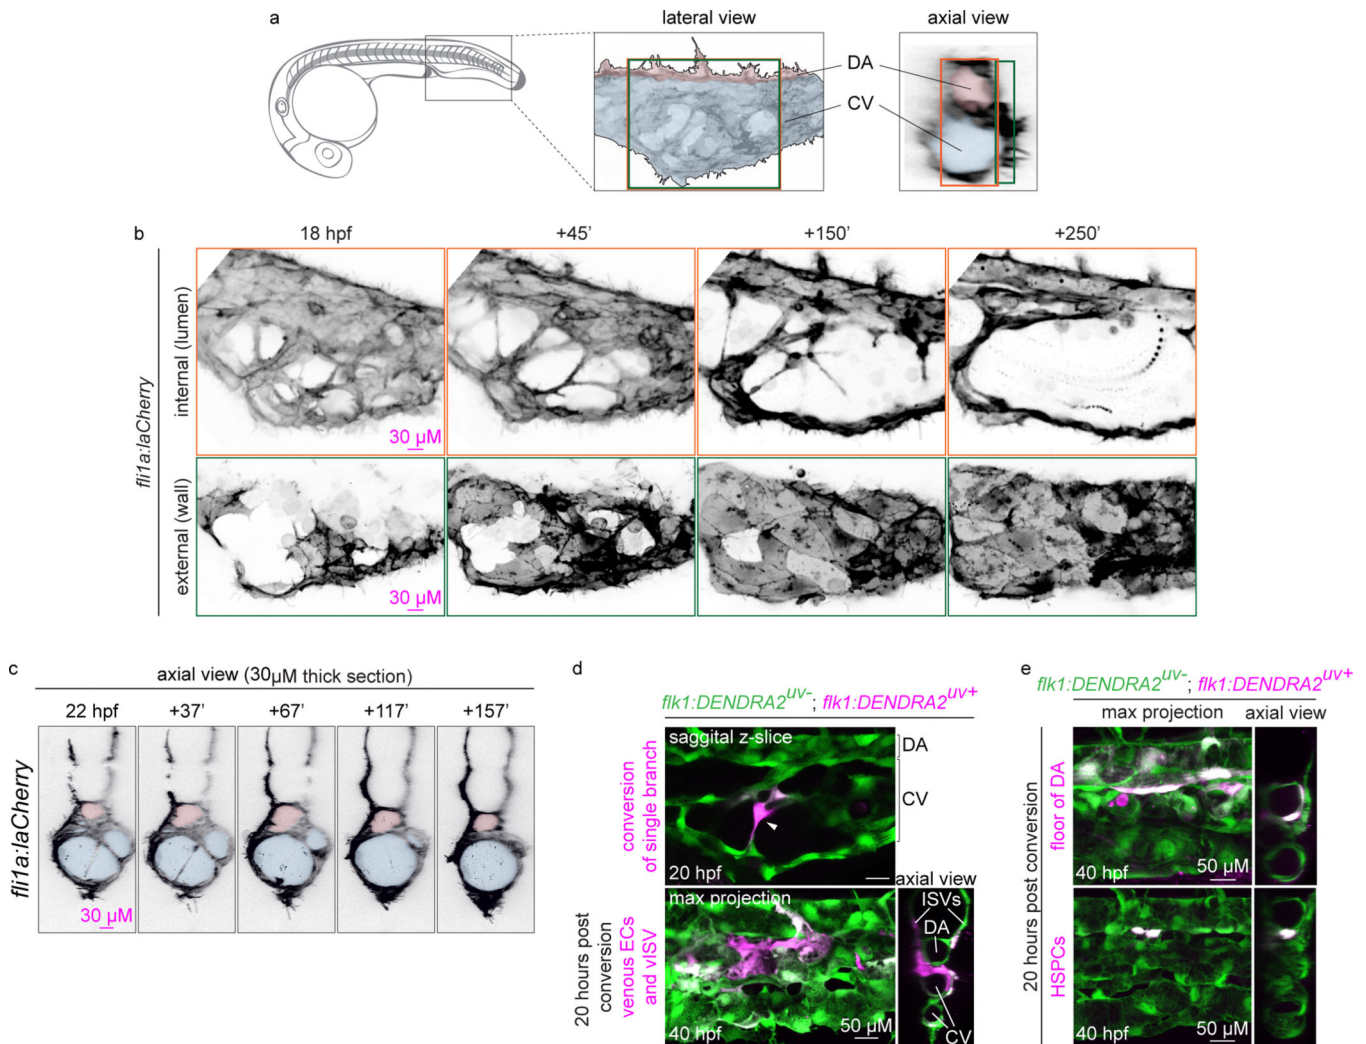 a
lateral view
axial view
DA
CV
b
18 hpf
+45'
+150'
+250'
fli1a:laCherry
internal (lumen)
30 µM
external (wall)
30 µM
c
axial view (30µM thick section)
22 hpf
+37'
+67'
+117'
+157'
fli1a:laCherry
30 µM
d
flk1:DENDRA2uv-; flk1:DENDRA2uv+
conversion
of single branch
saggital z-slice
DA
CV
20 hpf
20 hours post
conversion
venous ECs
and vISV
max projection
40 hpf
50 µM
axial view
ISVs
DA
CV
e
flk1:DENDRA2uv-; flk1:DENDRA2uv+
max projection
axial view
20 hours post conversion
floor of DA
40 hpf
50 µM
HSPCs
40 hpf
50 µM